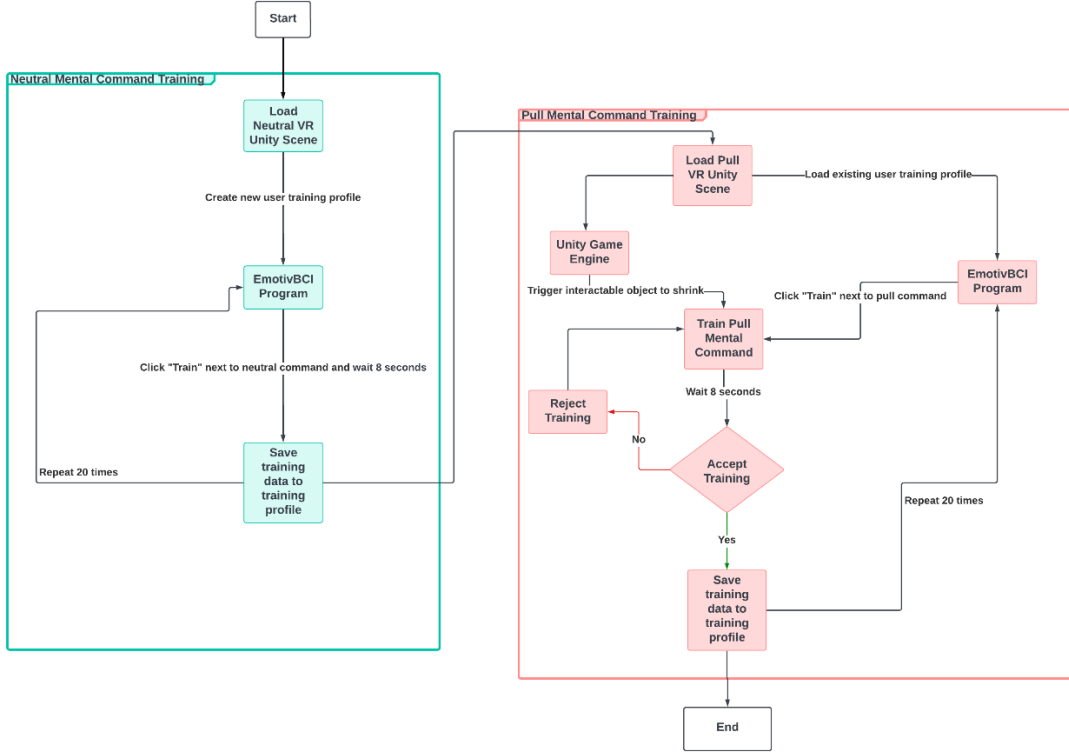 Start
Neutral Mental Command Training
Load
Neutral VR
Unity Scene
Create new user training profile
EmotivBCI
Program
Click "Train" next to neutral command and wait 8 seconds
Save
training
data to
training
profile
Repeat 20 times
Pull Mental Command Training
Load Pull
VR Unity
Scene
Load existing user training profile
Unity Game
Engine
EmotivBCI
Program
Trigger interactable object to shrink
Click "Train" next to pull command
Train Pull
Mental
Command
Wait 8 seconds
Reject
Training
No
Accept
Training
Yes
Repeat 20 times
Save
training
data to
training
profile
End